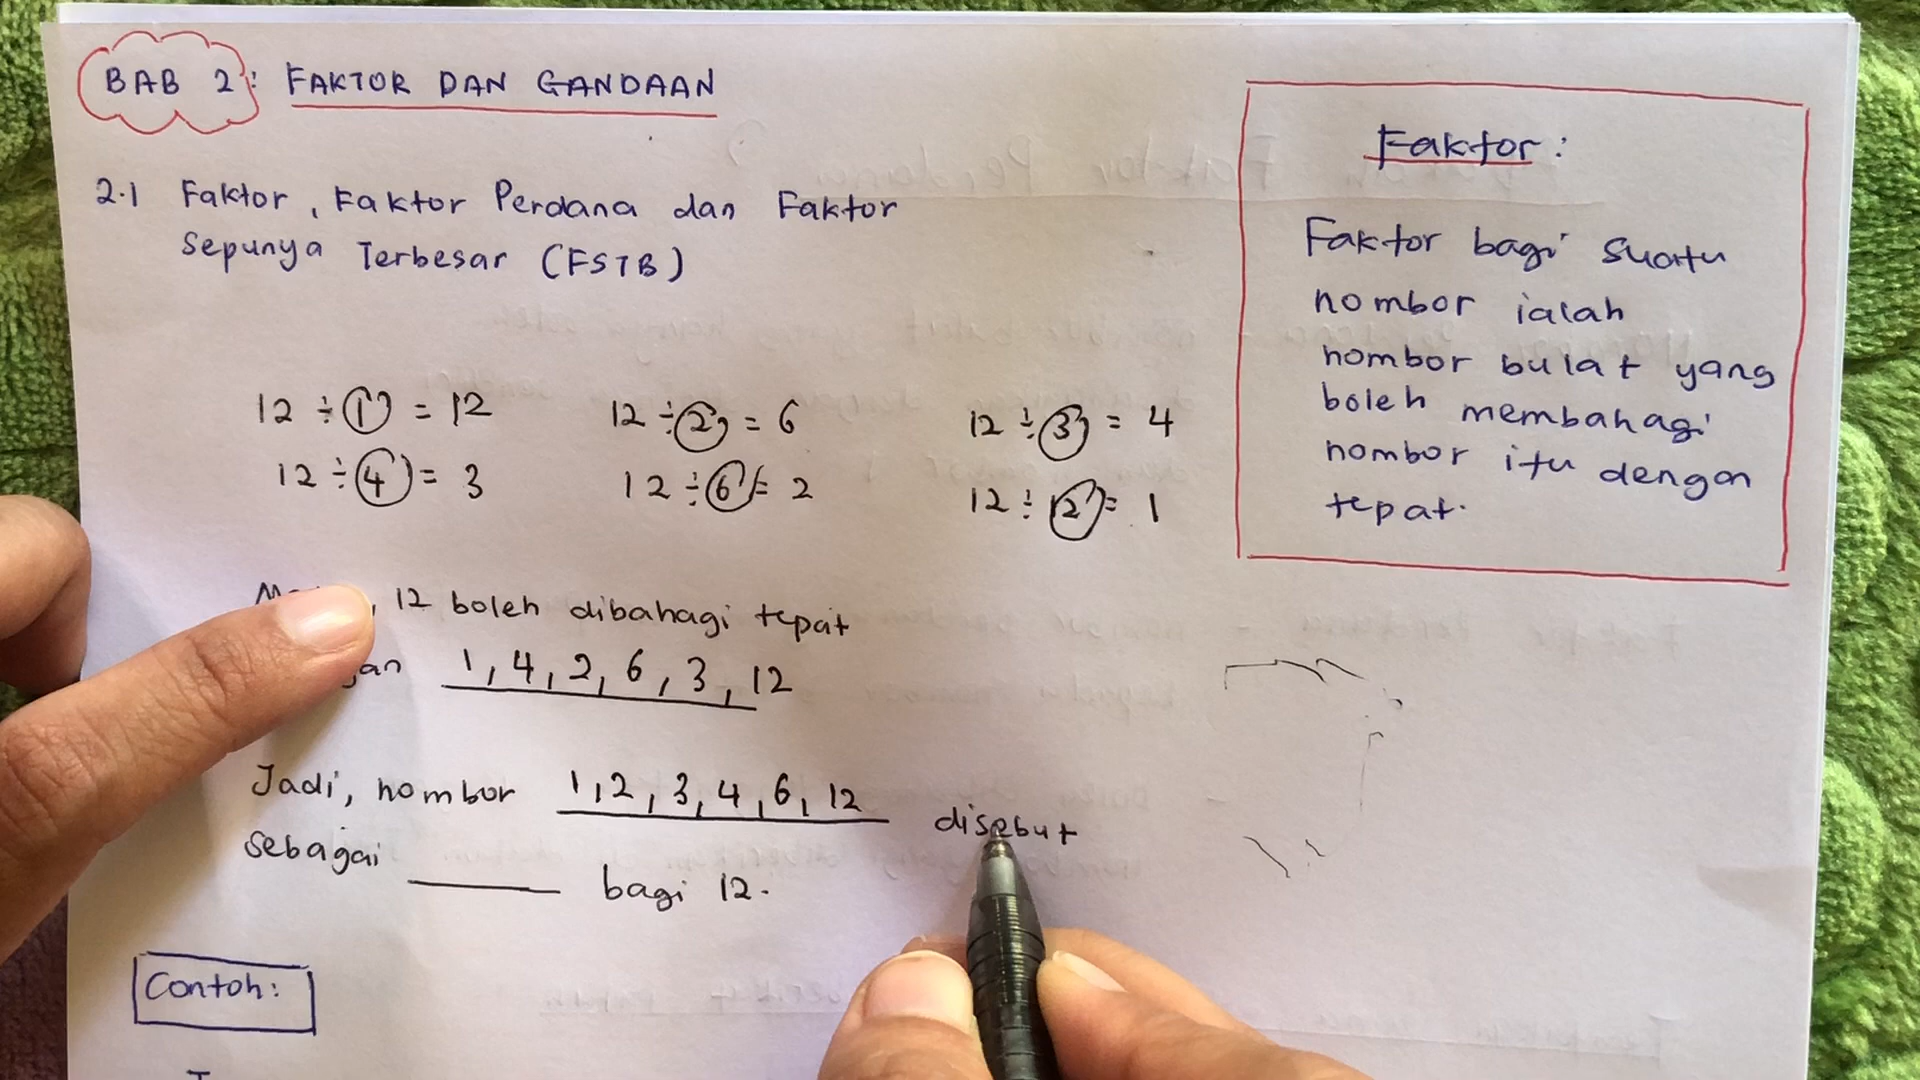 BAB 2: FAKTOR DAN GANDAAN
2.1 Faktor, Faktor Perdana dan Faktor
Sepunya Terbesar (FSTB)
12 ÷ 1 = 12
12 ÷ 2 = 6
12 ÷ 3 = 4
12 ÷ 4 = 3
12 ÷ 6 = 2
12 ÷ 12 = 1
, 12 boleh dibahagi tepat
1, 4, 2, 6, 3, 12
Jadi, nombor 1, 2, 3, 4, 6, 12 disebut
sebagai ______ bagi 12.
Contoh:
Faktor:
Faktor bagi suatu
nombor ialah
nombor bulat yang
boleh membahagi
nombor itu dengan
tepat.